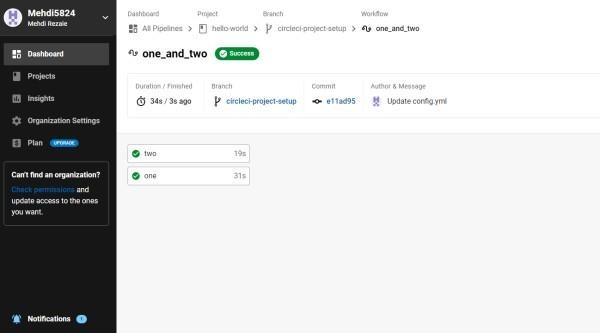 Mehdi5824
Mehdi Rezaie
Dashboard
Projects
Insights
Organization Settings
Plan UPGRADE
Can't find an organization?
Check permissions and
update access to the ones
you want.
Notifications 1
Dashboard Project Branch Workflow
All Pipelines hello-world circleci-project-setup one_and_two
one_and_two Success
Duration / Finished Branch Commit Author & Message
34s / 3s ago circleci-project-setup e11ad95 Update config.yml
two 19s
one 31s